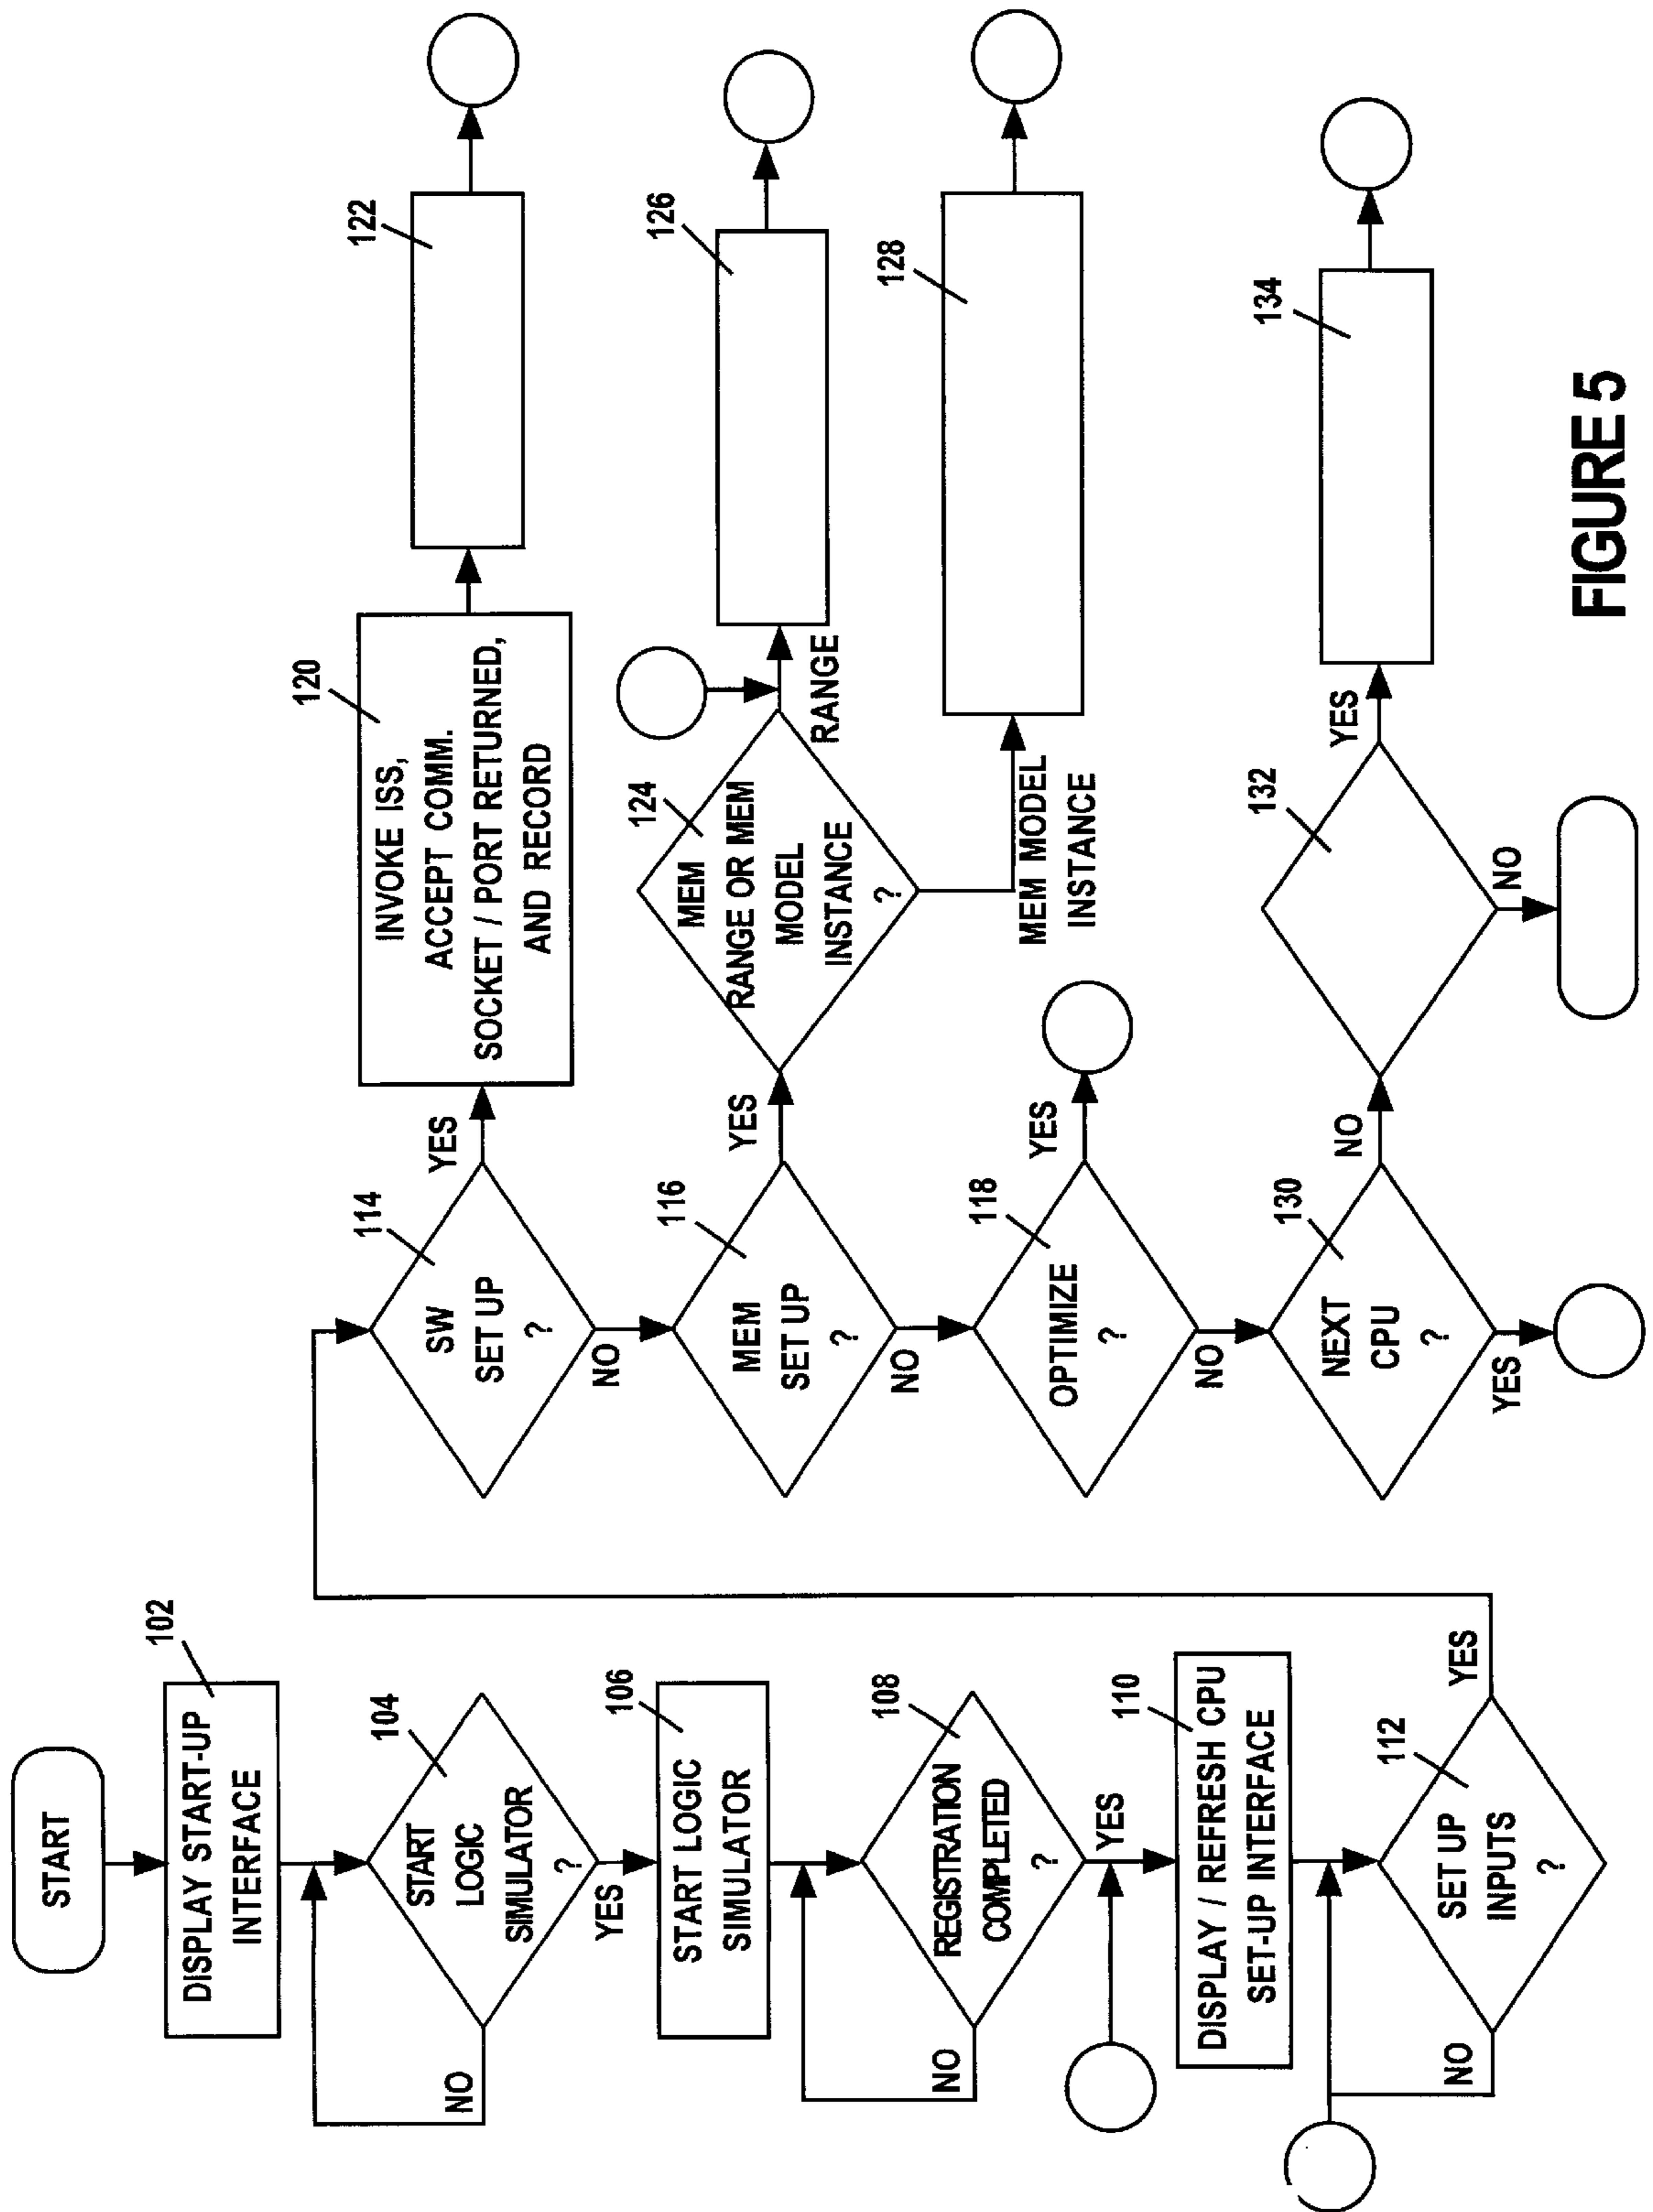 START
102
DISPLAY START-UP
INTERFACE
104
START
LOGIC
SIMULATOR
?
NO
YES
106
START LOGIC
SIMULATOR
108
REGISTRATION
COMPLETED
?
NO
YES
110
DISPLAY / REFRESH CPU
SET-UP INTERFACE
112
SET UP
INPUTS
?
NO
YES
114
SW
SET UP
?
YES
NO
116
MEM
SET UP
?
YES
NO
118
OPTIMIZE
?
YES
NO
130
NEXT
CPU
?
NO
YES
120
INVOKE ISS,
ACCEPT COMM.
SOCKET / PORT RETURNED,
AND RECORD
122
124
MEM
RANGE OR MEM
MODEL
INSTANCE
?
RANGE
MEM MODEL
INSTANCE
126
128
132
YES
NO
134
FIGURE 5